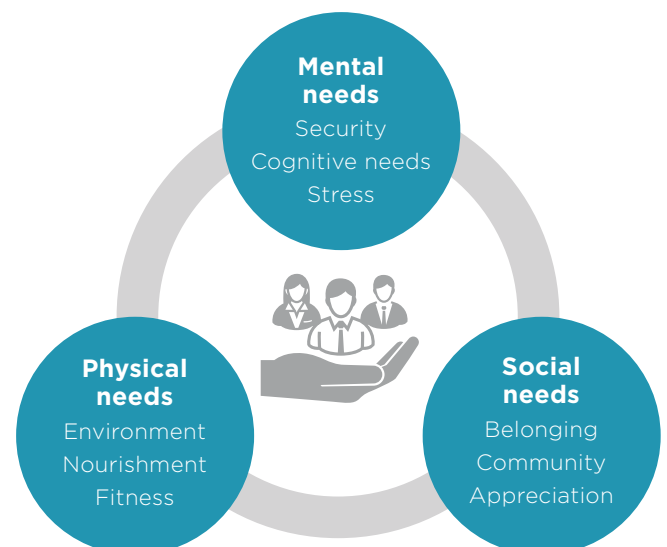 Mental
needs
Security
Cognitive needs
Stress
Physical
needs
Environment
Nourishment
Fitness
Social
needs
Belonging
Community
Appreciation